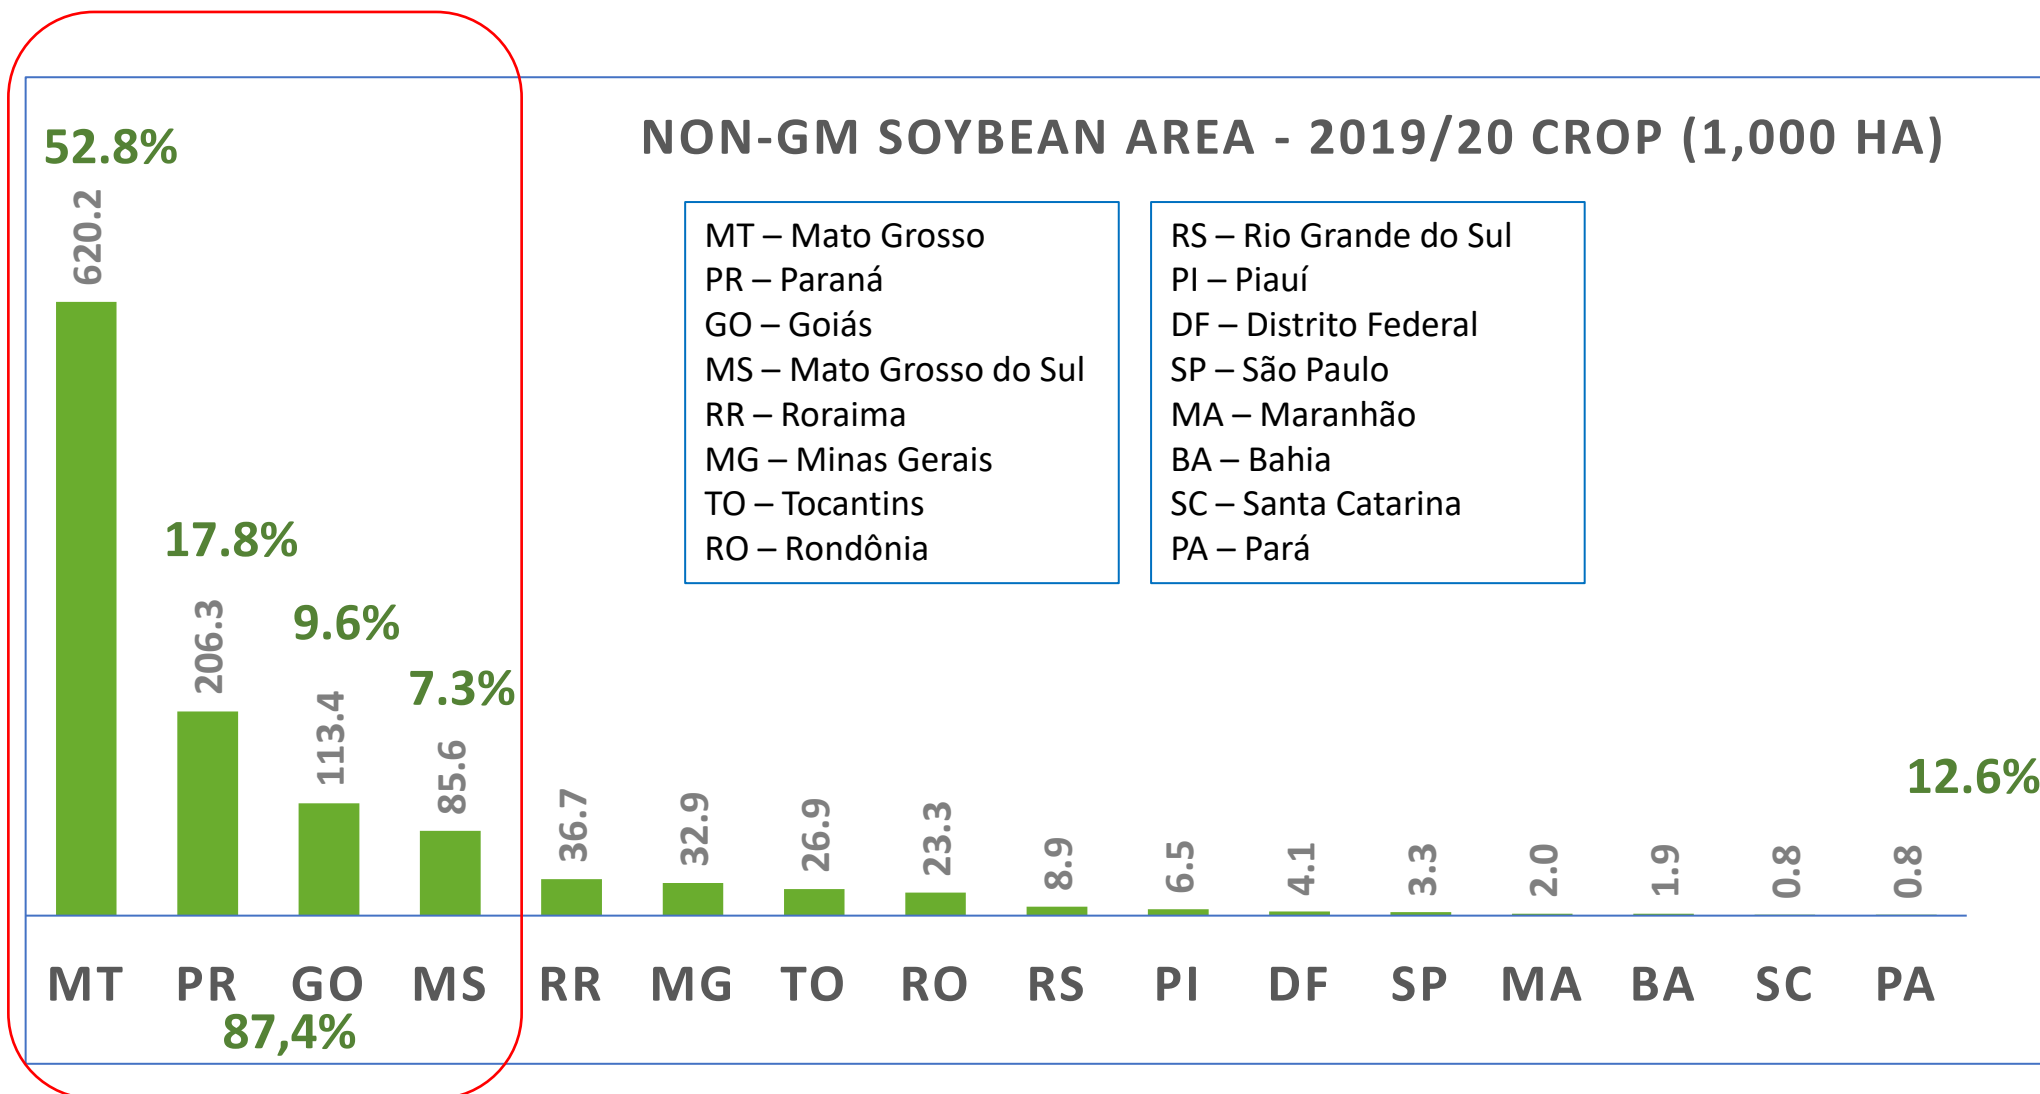 NON-GM SOYBEAN AREA - 2019/20 CROP (1,000 HA)
52.8%
620.2
17.8%
206.3
9.6%
113.4
7.3%
85.6
36.7
32.9
26.9
23.3
8.9
6.5
4.1
3.3
2.0
1.9
0.8
0.8
12.6%
MT – Mato Grosso
PR – Paraná
GO – Goiás
MS – Mato Grosso do Sul
RR – Roraima
MG – Minas Gerais
TO – Tocantins
RO – Rondônia
RS – Rio Grande do Sul
PI – Piauí
DF – Distrito Federal
SP – São Paulo
MA – Maranhão
BA – Bahia
SC – Santa Catarina
PA – Pará
MT PR GO MS RR MG TO RO RS PI DF SP MA BA SC PA
87,4%